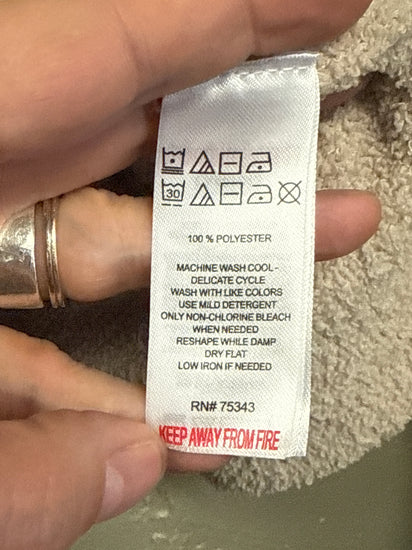 30
100 % POLYESTER
MACHINE WASH COOL -
DELICATE CYCLE
WASH WITH LIKE COLORS
USE MILD DETERGENT
ONLY NON-CHLORINE BLEACH
WHEN NEEDED
RESHAPE WHILE DAMP
DRY FLAT
LOW IRON IF NEEDED
RN# 75343
KEEP AWAY FROM FIRE